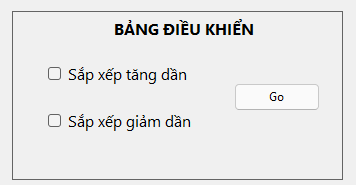 BẢNG ĐIỀU KHIỂN
Sắp xếp tăng dần
Go
Sắp xếp giảm dần